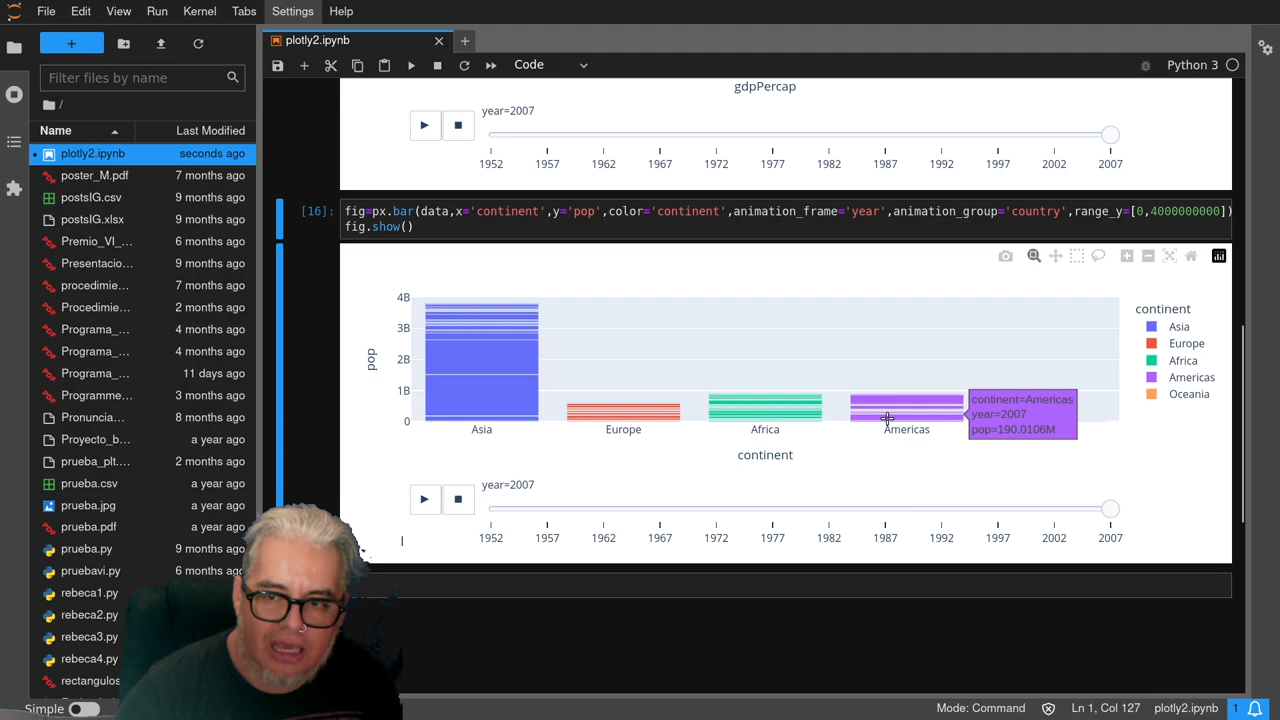 File Edit View Run Kernel Tabs Settings Help
plotly2.ipynb
Filter files by name
Code
Python 3
/
Name Last Modified
plotly2.ipynb seconds ago
poster_M.pdf 7 months ago
postsIG.csv 9 months ago
postsIG.xlsx 9 months ago
Premio_VI_... 6 months ago
Presentacio... 9 months ago
procedimie... 7 months ago
Procedimie... 2 months ago
Programa_... 4 months ago
Programa_... 4 months ago
Programa_... 11 days ago
Programme... 3 months ago
Pronuncia... 8 months ago
Proyecto_b... a year ago
prueba_plt.... 2 months ago
prueba.csv a year ago
prueba.jpg a year ago
prueba.pdf a year ago
prueba.py 9 months ago
pruebavi.py 6 months ago
rebeca1.py
rebeca2.py
rebeca3.py
rebeca4.py
rectangulos
gdpPercap
year=2007
1952 1957 1962 1967 1972 1977 1982 1987 1992 1997 2002 2007
[16]: fig=px.bar(data,x='continent',y='pop',color='continent',animation_frame='year',animation_group='country',range_y=[0,4000000000])
fig.show()
4B
3B
2B
1B
0
pop
Asia Europe Africa Americas
continent
continent
Asia
Europe
Africa
Americas
Oceania
continent=Americas
year=2007
pop=190.0106M
year=2007
1952 1957 1962 1967 1972 1977 1982 1987 1992 1997 2002 2007
Simple
Mode: Command
Ln 1, Col 127
plotly2.ipynb
1